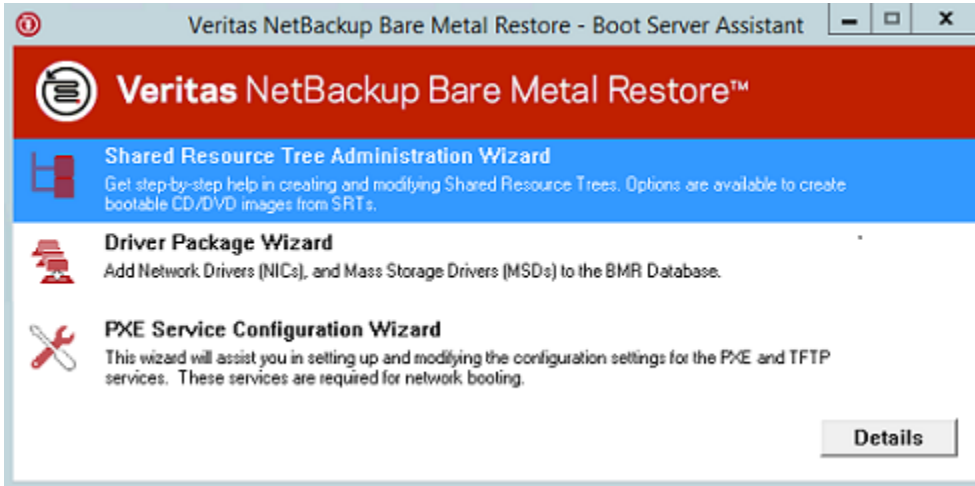 Veritas NetBackup Bare Metal Restore - Boot Server Assistant
Veritas NetBackup Bare Metal Restore™
Shared Resource Tree Administration Wizard
Get step-by-step help in creating and modifying Shared Resource Trees. Options are available to create
bootable CD/DVD images from SRTs.
Driver Package Wizard
Add Network Drivers (NICs), and Mass Storage Drivers (MSDs) to the BMR Database.
PXE Service Configuration Wizard
This wizard will assist you in setting up and modifying the configuration settings for the PXE and TFTP
services. These services are required for network booting.
Details